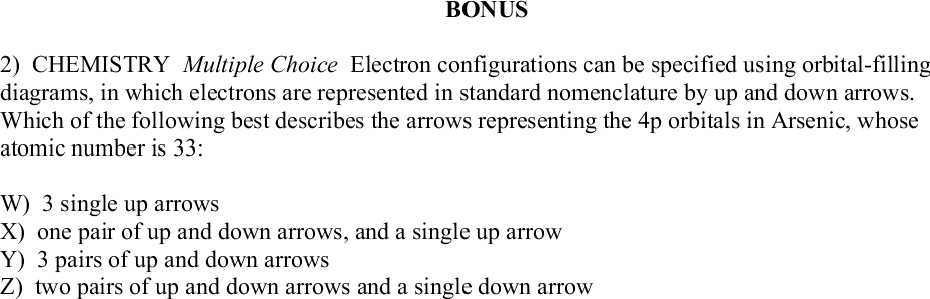 BONUS
2) CHEMISTRY Multiple Choice Electron configurations can be specified using orbital-filling
diagrams, in which electrons are represented in standard nomenclature by up and down arrows.
Which of the following best describes the arrows representing the 4p orbitals in Arsenic, whose
atomic number is 33:
W) 3 single up arrows
X) one pair of up and down arrows, and a single up arrow
Y) 3 pairs of up and down arrows
Z) two pairs of up and down arrows and a single down arrow